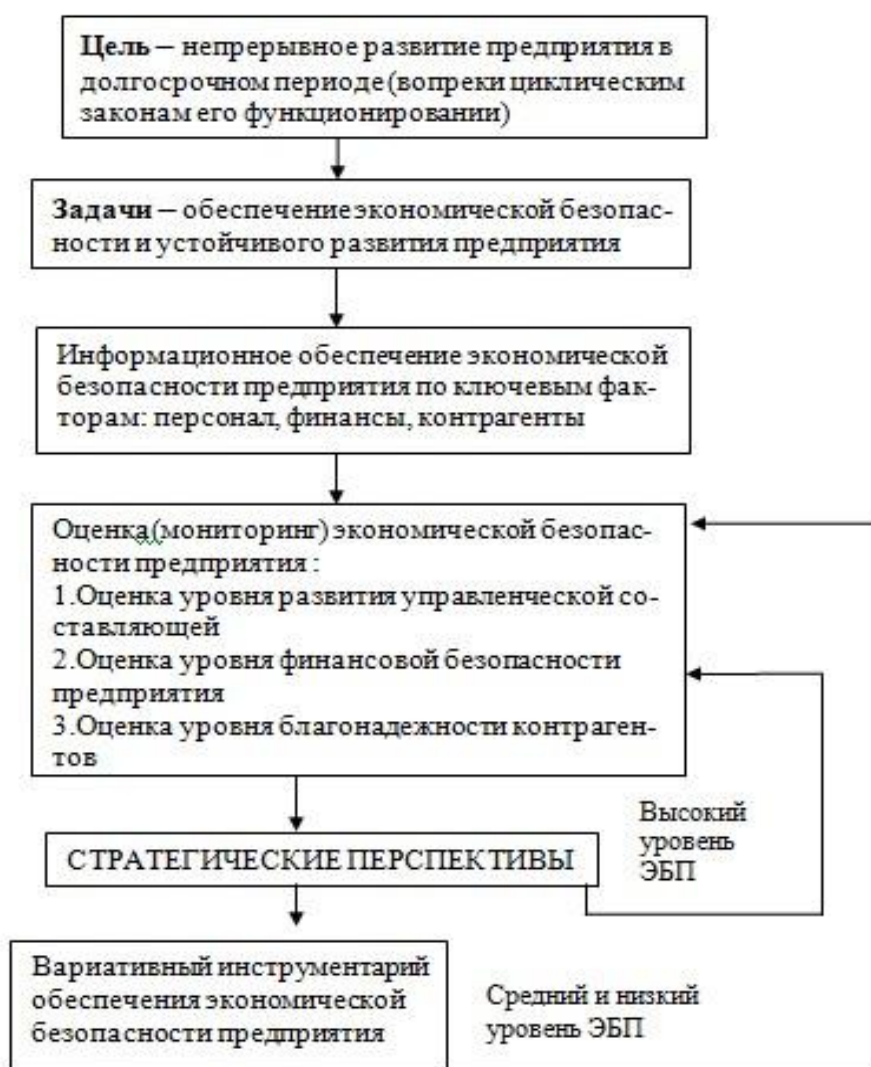 Цель – непрерывное развитие предприятия в
долгосрочном периоде (вопреки циклическим
законам его функционировании)
Задачи – обеспечение экономической безопас-
ности и устойчивого развития предприятия
Информационное обеспечение экономической
безопасности предприятия по ключевым фак-
торам: персонал, финансы, контрагенты
Оценка(мониторинг) экономической безопас-
ности предприятия :
1.Оценка уровня развития управленческой со-
ставляющей
2.Оценка уровня финансовой безопасности
предприятия
3.Оценка уровня благонадежности контраген-
тов
Высокий
уровень
ЭБП
СТРАТЕГИЧЕСКИЕ ПЕРСПЕКТИВЫ
Вариативный инструментарий
обеспечения экономической
безопасности предприятия
Средний и низкий
уровень ЭБП